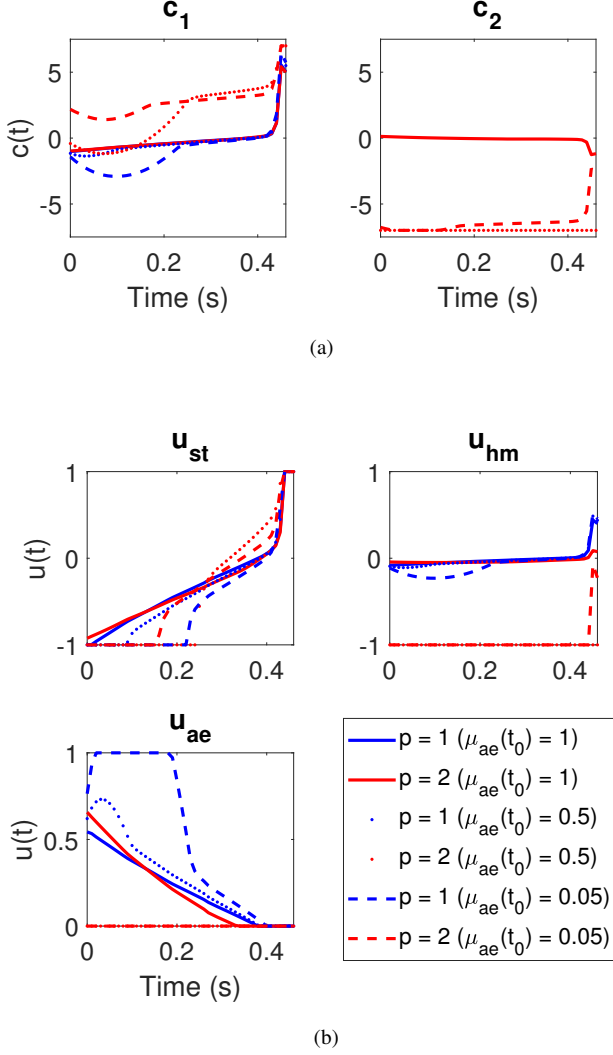 c1 c2
5 5
c(t) 0 0
-5 -5
0 0.2 0.4 0 0.2 0.4
Time (s) Time (s)
(a)
ust uhm
1 1
u(t) 0 0
-1 -1
0 0.2 0.4 0 0.2 0.4
uae
1
u(t) 0.5
0
0 0.2 0.4
Time (s)
p = 1 (μae(t0) = 1)
p = 2 (μae(t0) = 1)
p = 1 (μae(t0) = 0.5)
p = 2 (μae(t0) = 0.5)
p = 1 (μae(t0) = 0.05)
p = 2 (μae(t0) = 0.05)
(b)